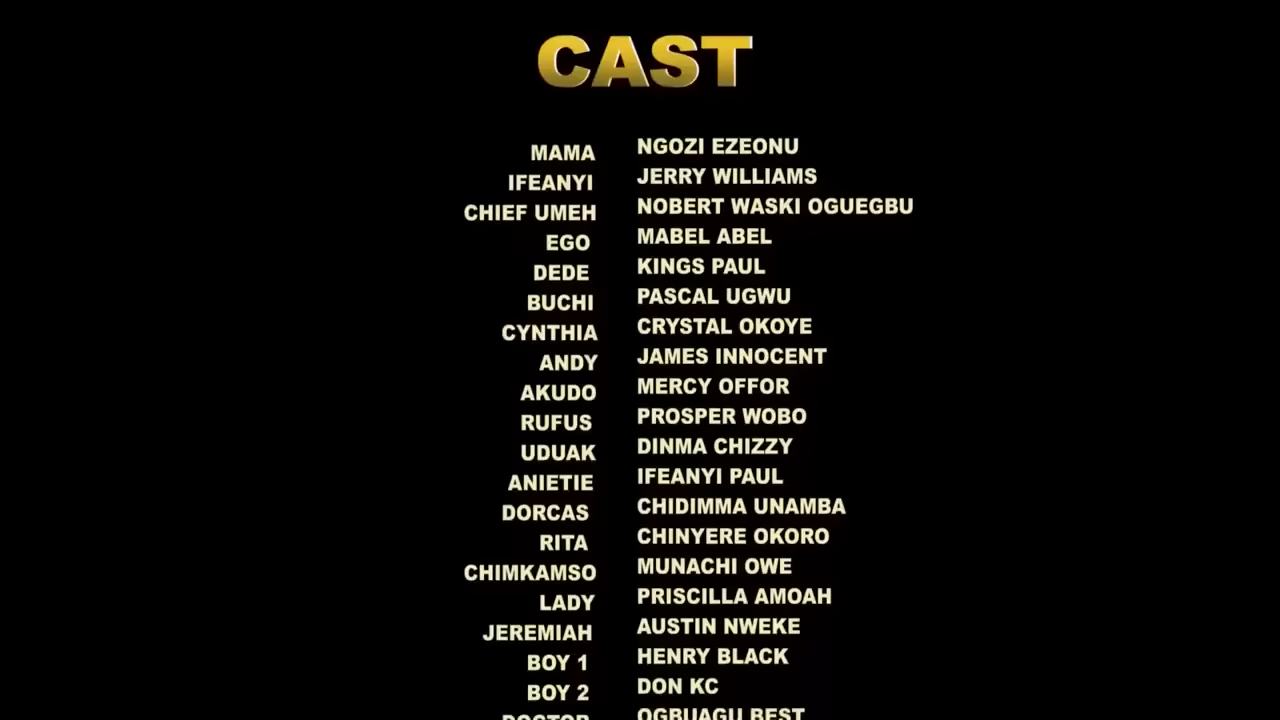 CAST
MAMA NGOZI EZEONU
IFEANYI JERRY WILLIAMS
CHIEF UMEH NOBERT WASKI OGUEGBU
EGO MABEL ABEL
DEDE KINGS PAUL
BUCHI PASCAL UGWU
CYNTHIA CRYSTAL OKOYE
ANDY JAMES INNOCENT
AKUDO MERCY OFFOR
RUFUS PROSPER WOBO
UDUAK DINMA CHIZZY
ANIETIE IFEANYI PAUL
DORCAS CHIDIMMA UNAMBA
RITA CHINYERE OKORO
CHIMKAMSO MUNACHI OWE
LADY PRISCILLA AMOAH
JEREMIAH AUSTIN NWEKE
BOY 1 HENRY BLACK
BOY 2 DON KC
DOCTOR OGBUAGU BEST